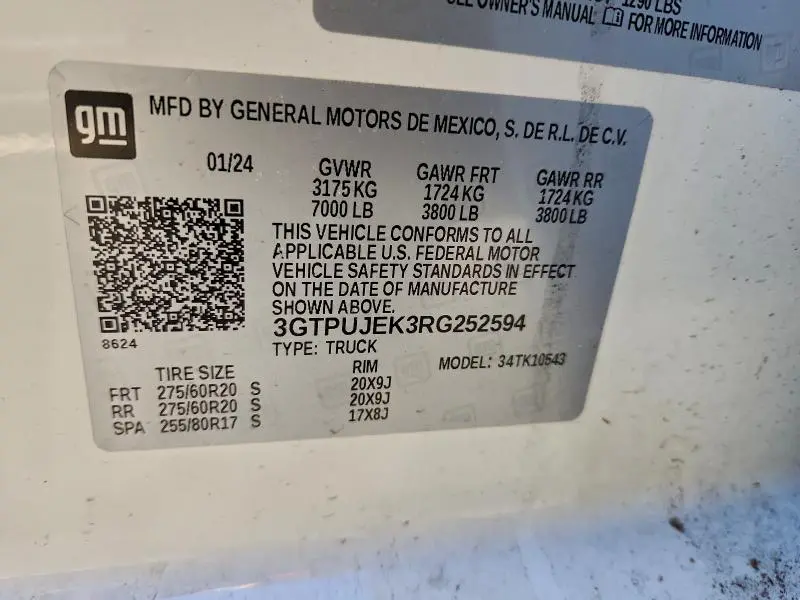 1290 LBS
SEE OWNER'S MANUAL FOR MORE INFORMATION
gm
MFD BY GENERAL MOTORS DE MEXICO, S. DE R.L. DE C.V.
01/24 GVWR GAWR FRT GAWR RR
3175 KG 1724 KG 1724 KG
7000 LB 3800 LB 3800 LB
THIS VEHICLE CONFORMS TO ALL
APPLICABLE U.S. FEDERAL MOTOR
VEHICLE SAFETY STANDARDS IN EFFECT
ON THE DATE OF MANUFACTURE
SHOWN ABOVE.
3GTPUJEK3RG252594
8624
TYPE: TRUCK MODEL: 34TK10543
TIRE SIZE RIM
FRT 275/60R20 S 20X9J
RR 275/60R20 S 20X9J
SPA 255/80R17 S 17X8J